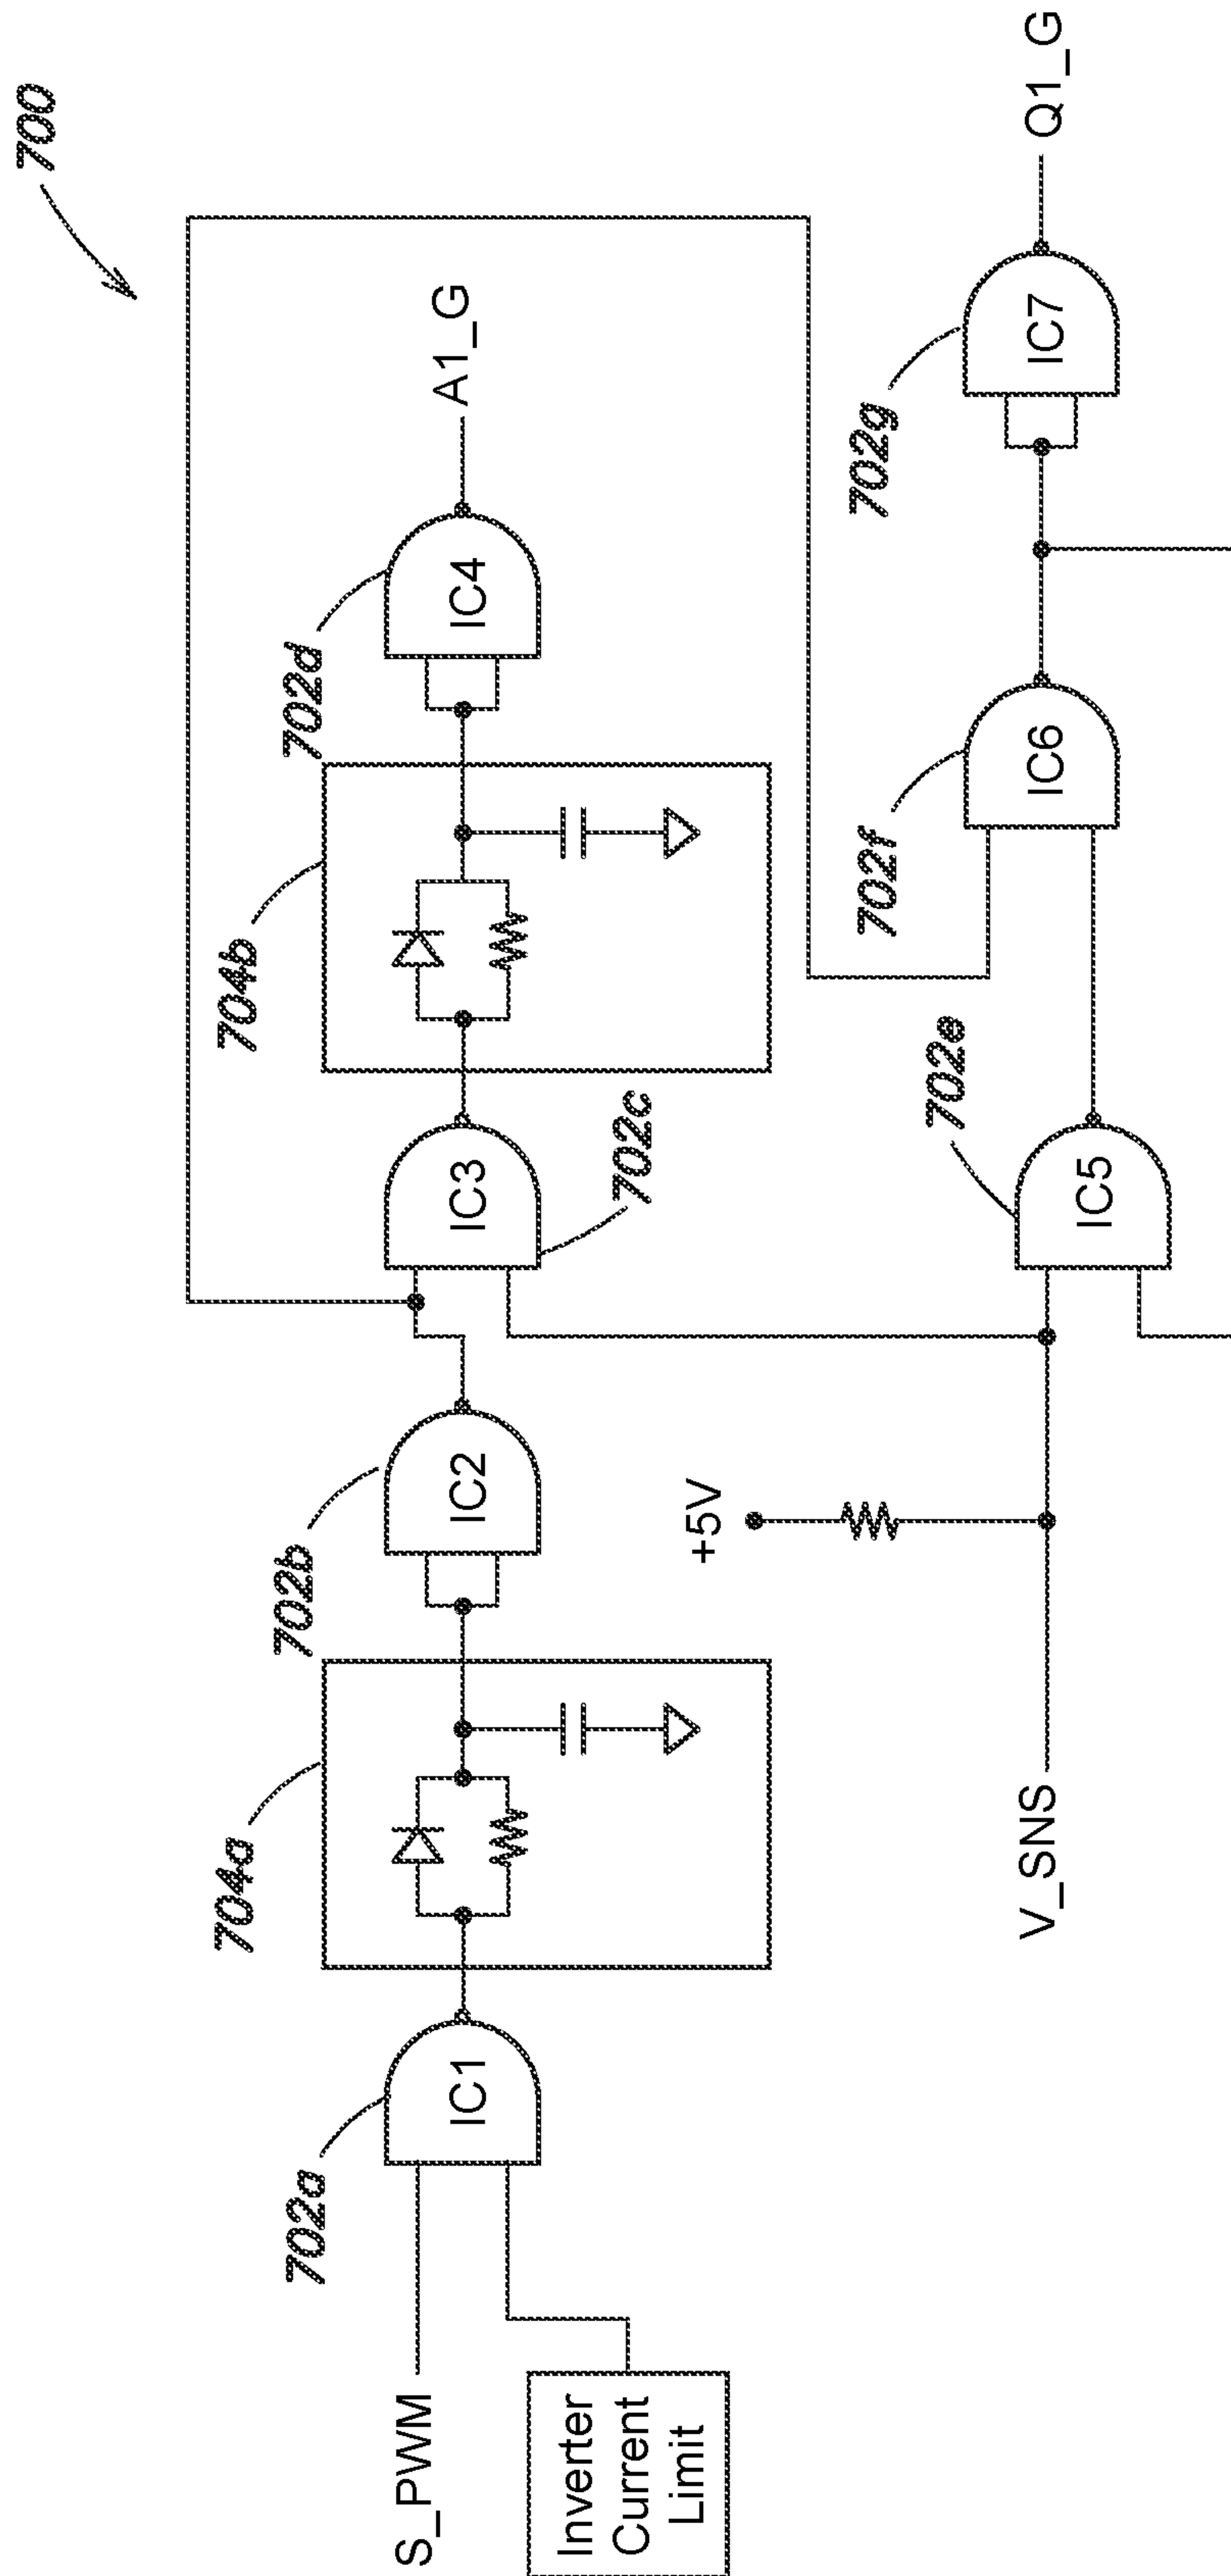 700
A1_G
Q1_G
702d
IC4
702g
IC7
704b
702c
IC3
702f
IC6
702e
IC5
702b
IC2
+5V
704a
V_SNS
702a
IC1
S_PWM
Inverter
Current
Limit